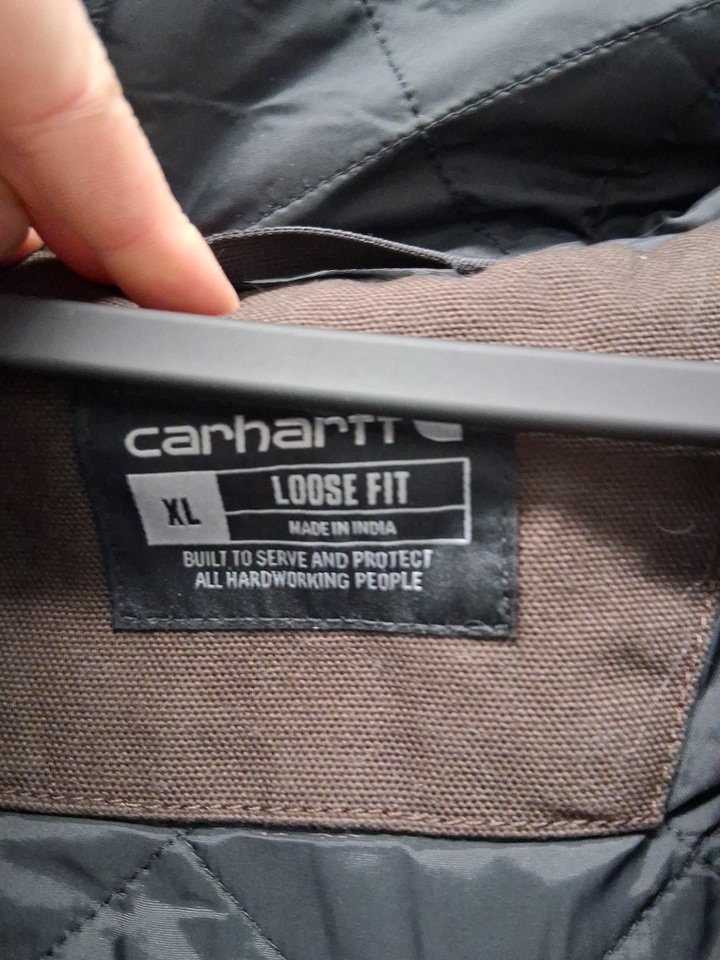 carhartt
XL
LOOSE FIT
MADE IN INDIA
BUILT TO SERVE AND PROTECT
ALL HARDWORKING PEOPLE